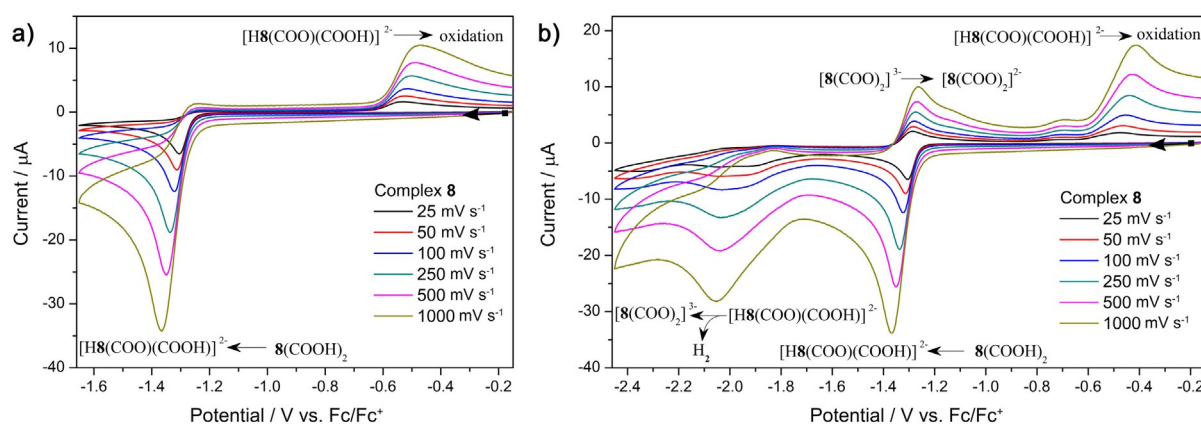 a)
[H8(COO)(COOH)]²⁻ → oxidation
10
0
-10
-20
-30
-40
Current / μA
Complex 8
25 mV s⁻¹
50 mV s⁻¹
100 mV s⁻¹
250 mV s⁻¹
500 mV s⁻¹
1000 mV s⁻¹
[H8(COO)(COOH)]²⁻ ← 8(COOH)₂
-1.6 -1.4 -1.2 -1.0 -0.8 -0.6 -0.4 -0.2
Potential / V vs. Fc/Fc⁺
b)
[H8(COO)(COOH)]²⁻ → oxidation
[8(COO)₂]³⁻ → [8(COO)₂]²⁻
20
10
0
-10
-20
-30
-40
Current / μA
Complex 8
25 mV s⁻¹
50 mV s⁻¹
100 mV s⁻¹
250 mV s⁻¹
500 mV s⁻¹
1000 mV s⁻¹
[8(COO)₂]³⁻ ← [H8(COO)(COOH)]²⁻
H₂
[H8(COO)(COOH)]²⁻ ← 8(COOH)₂
-2.4 -2.2 -2.0 -1.8 -1.6 -1.4 -1.2 -1.0 -0.8 -0.6 -0.4 -0.2
Potential / V vs. Fc/Fc⁺